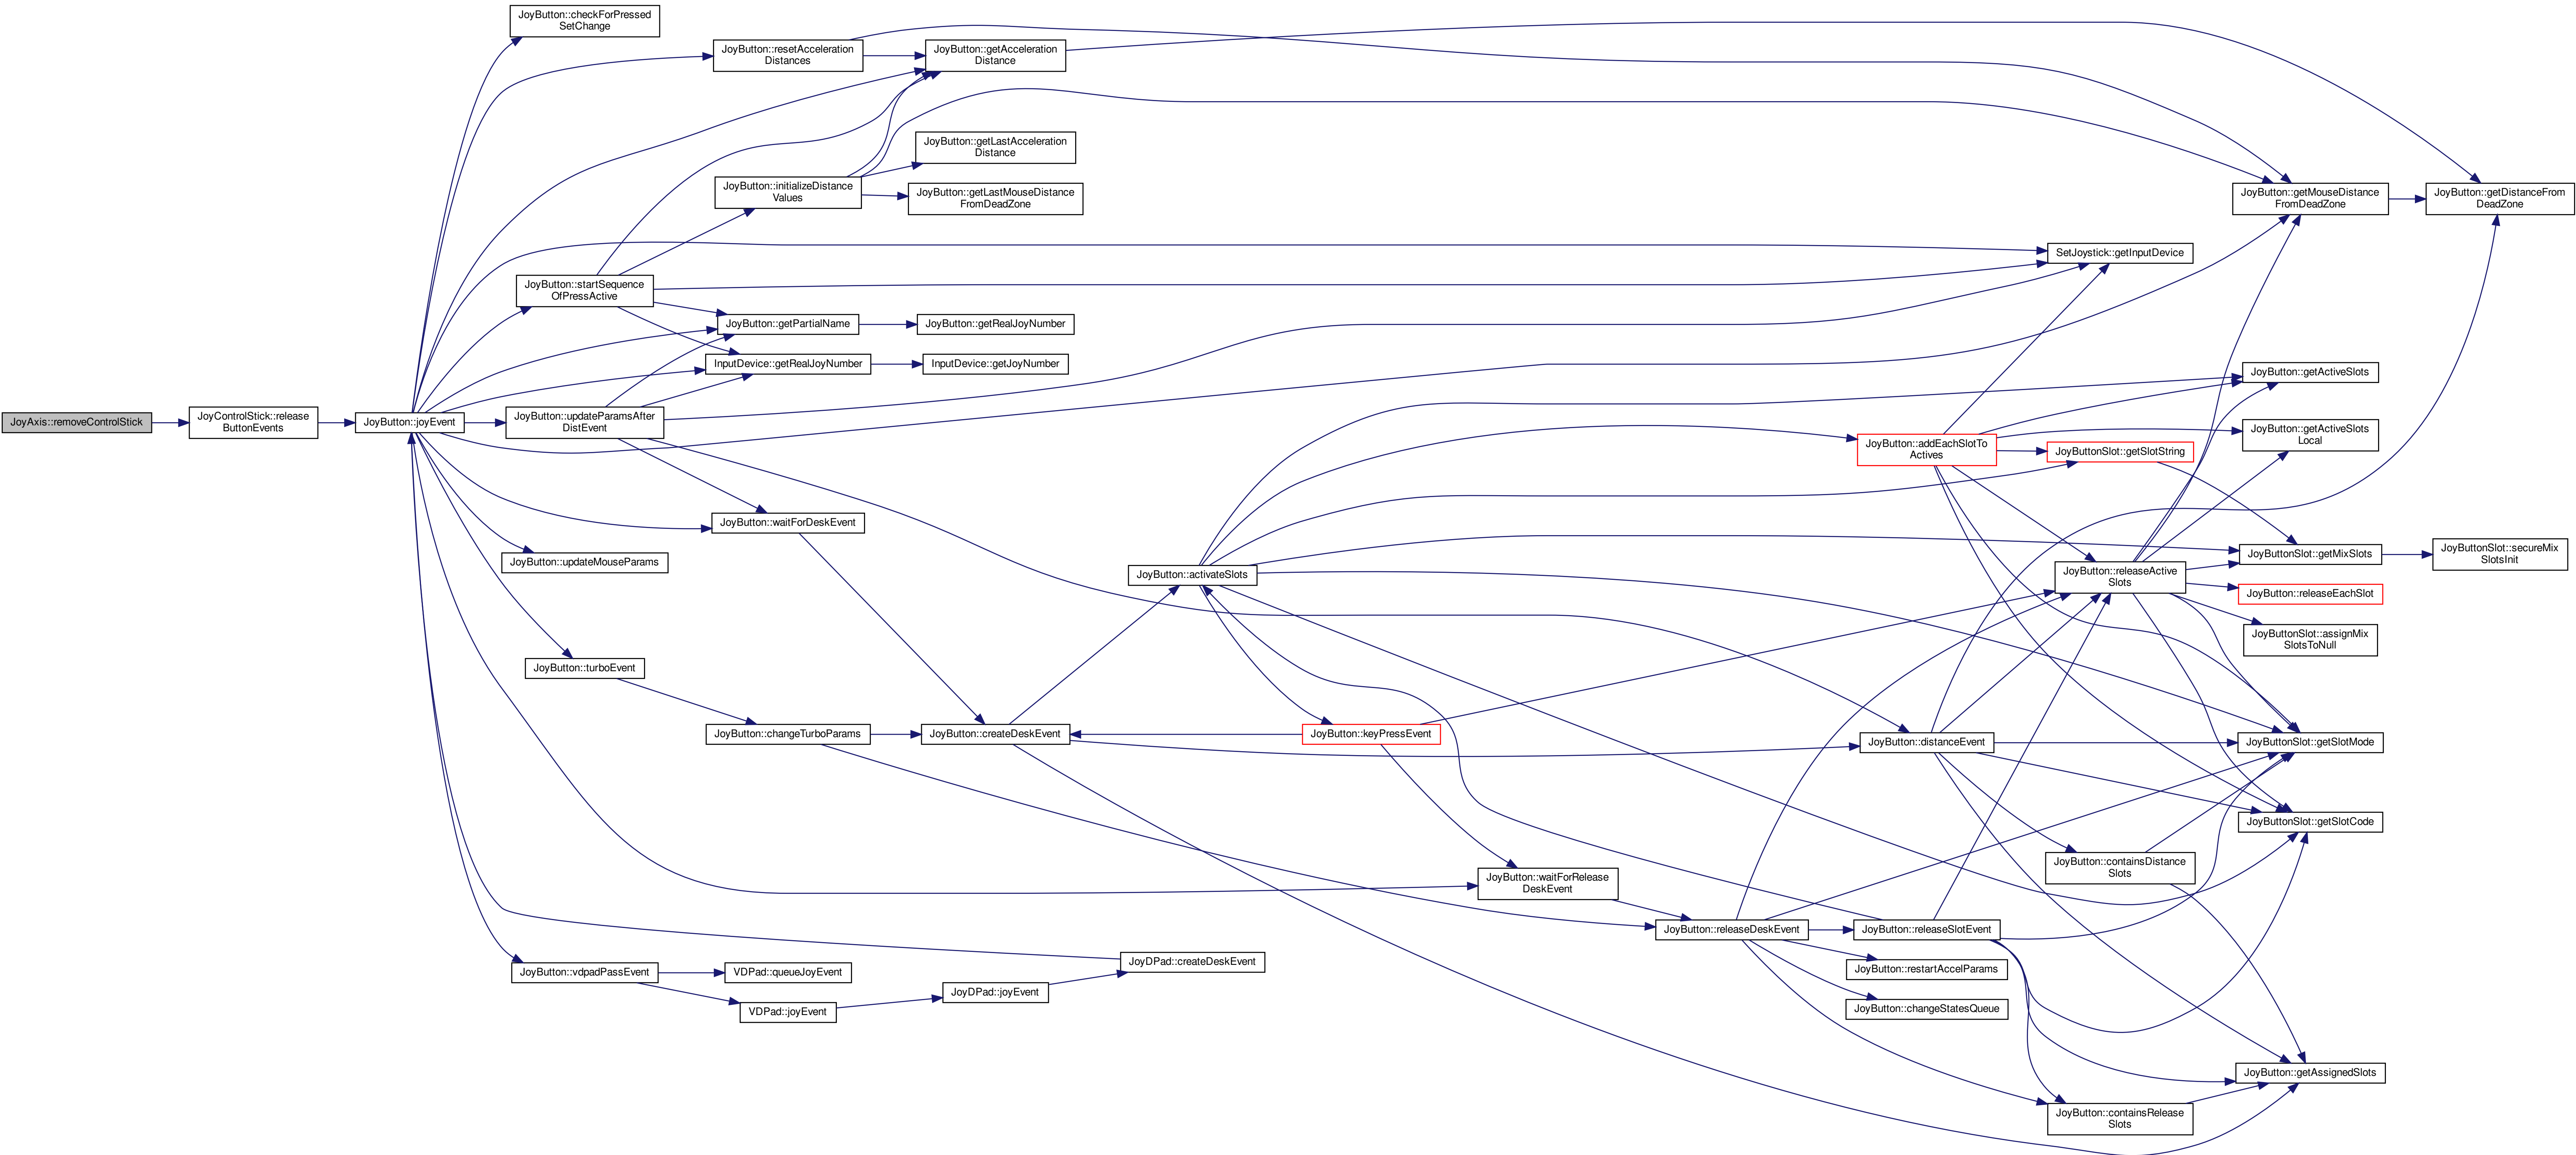 JoyAxis::removeControlStick
JoyControlStick::release
ButtonEvents
JoyButton::joyEvent
JoyButton::checkForPressed
SetChange
JoyButton::resetAcceleration
Distances
JoyButton::getAcceleration
Distance
JoyButton::getLastAcceleration
Distance
JoyButton::initializeDistance
Values
JoyButton::getLastMouseDistance
FromDeadZone
JoyButton::getMouseDistance
FromDeadZone
JoyButton::getDistanceFrom
DeadZone
SetJoystick::getInputDevice
JoyButton::startSequence
OfPressActive
JoyButton::getPartialName
JoyButton::getRealJoyNumber
InputDevice::getRealJoyNumber
InputDevice::getJoyNumber
JoyButton::updateParamsAfter
DistEvent
JoyButton::getActiveSlots
JoyButton::getActiveSlots
Local
JoyButton::addEachSlotTo
Actives
JoyButtonSlot::getSlotString
JoyButton::waitForDeskEvent
JoyButton::updateMouseParams
JoyButton::activateSlots
JoyButton::releaseActive
Slots
JoyButtonSlot::getMixSlots
JoyButtonSlot::secureMix
SlotsInit
JoyButton::releaseEachSlot
JoyButtonSlot::assignMix
SlotsToNull
JoyButton::turboEvent
JoyButton::changeTurboParams
JoyButton::createDeskEvent
JoyButton::keyPressEvent
JoyButton::distanceEvent
JoyButtonSlot::getSlotMode
JoyButtonSlot::getSlotCode
JoyButton::containsDistance
Slots
JoyButton::waitForRelease
DeskEvent
JoyButton::releaseDeskEvent
JoyButton::releaseSlotEvent
JoyButton::restartAccelParams
JoyButton::changeStatesQueue
JoyButton::vdpadPassEvent
VDPad::queueJoyEvent
VDPad::joyEvent
JoyDPad::joyEvent
JoyDPad::createDeskEvent
JoyButton::getAssignedSlots
JoyButton::containsRelease
Slots